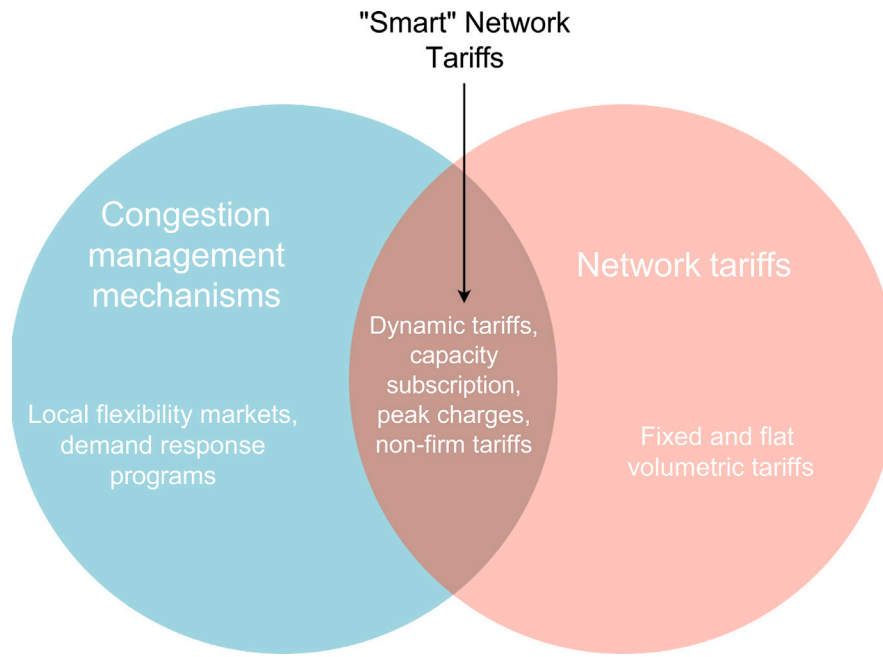 "Smart" Network
Tariffs
Congestion
management
mechanisms
Network tariffs
Dynamic tariffs,
capacity
subscription,
peak charges,
non-firm tariffs
Local flexibility markets,
demand response
programs
Fixed and flat
volumetric tariffs